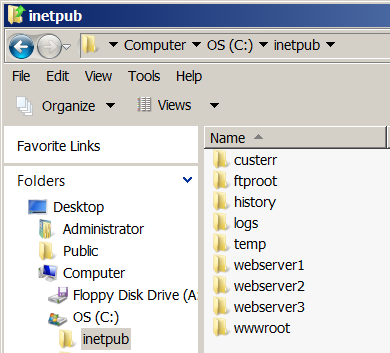 inetpub
Computer OS (C:) inetpub
File Edit View Tools Help
Organize Views
Favorite Links
Folders
Desktop
Administrator
Public
Computer
Floppy Disk Drive (A:
OS (C:)
inetpub
Name
custerr
ftproot
history
logs
temp
webserver1
webserver2
webserver3
wwwroot